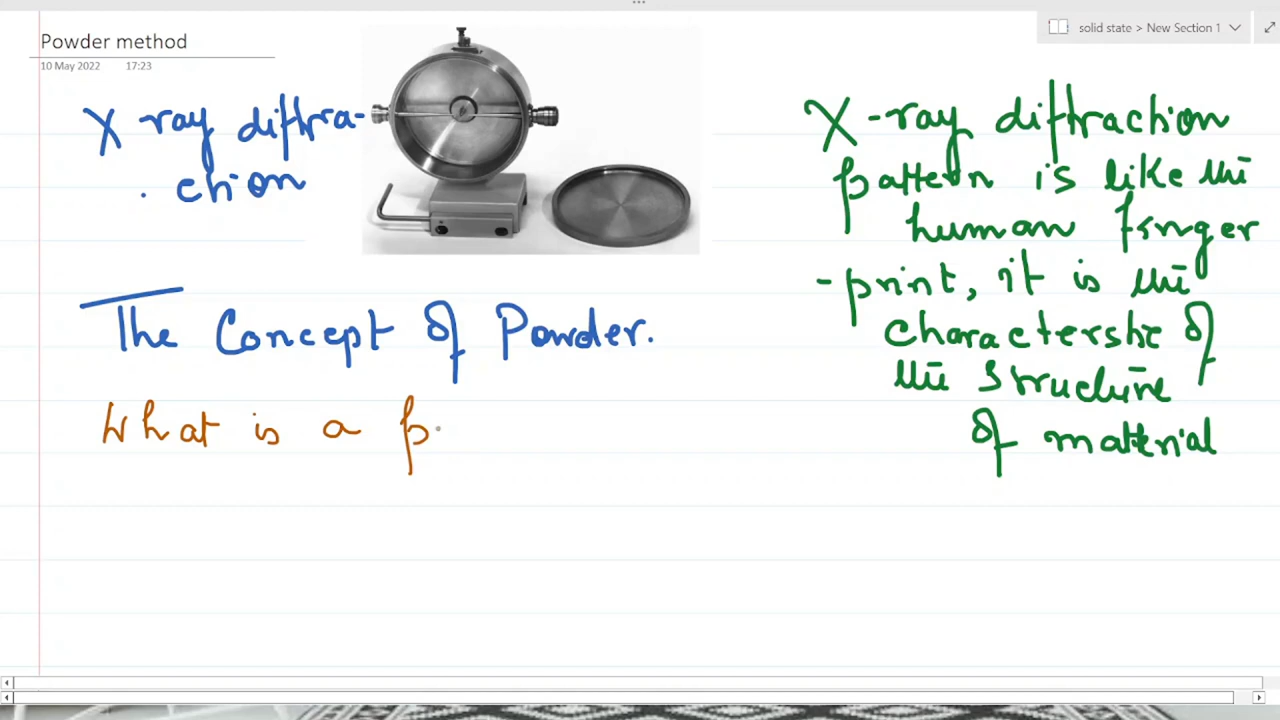 Powder method
10 May 2022 17:23
solid state > New Section 1
X ray diffra-
ction
The Concept of Powder.
What is a p
X-ray diffraction
pattern is like the
human finger
-print, it is the
characterstic of
the structure
of material